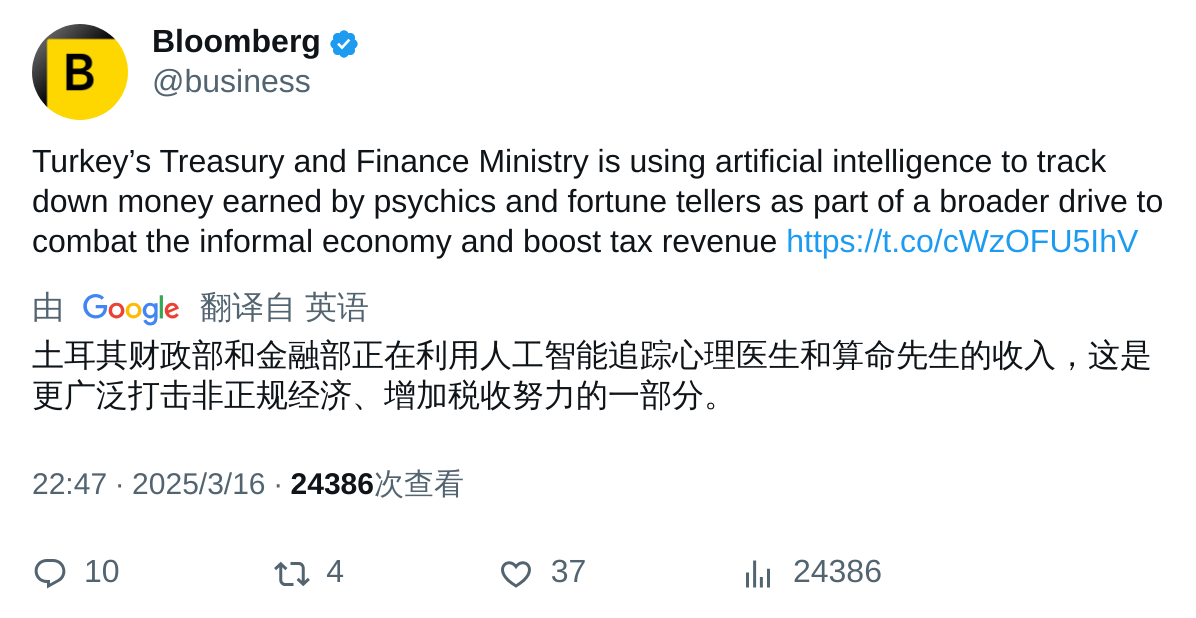 B
Bloomberg
@business
Turkey’s Treasury and Finance Ministry is using artificial intelligence to track
down money earned by psychics and fortune tellers as part of a broader drive to
combat the informal economy and boost tax revenue https://t.co/cWzOFU5IhV
由 Google 翻译自 英语
土耳其财政部和金融部正在利用人工智能追踪心理医生和算命先生的收入，这是
更广泛打击非正规经济、增加税收努力的一部分。
22:47 · 2025/3/16 · 24386次查看
10 4 37 24386